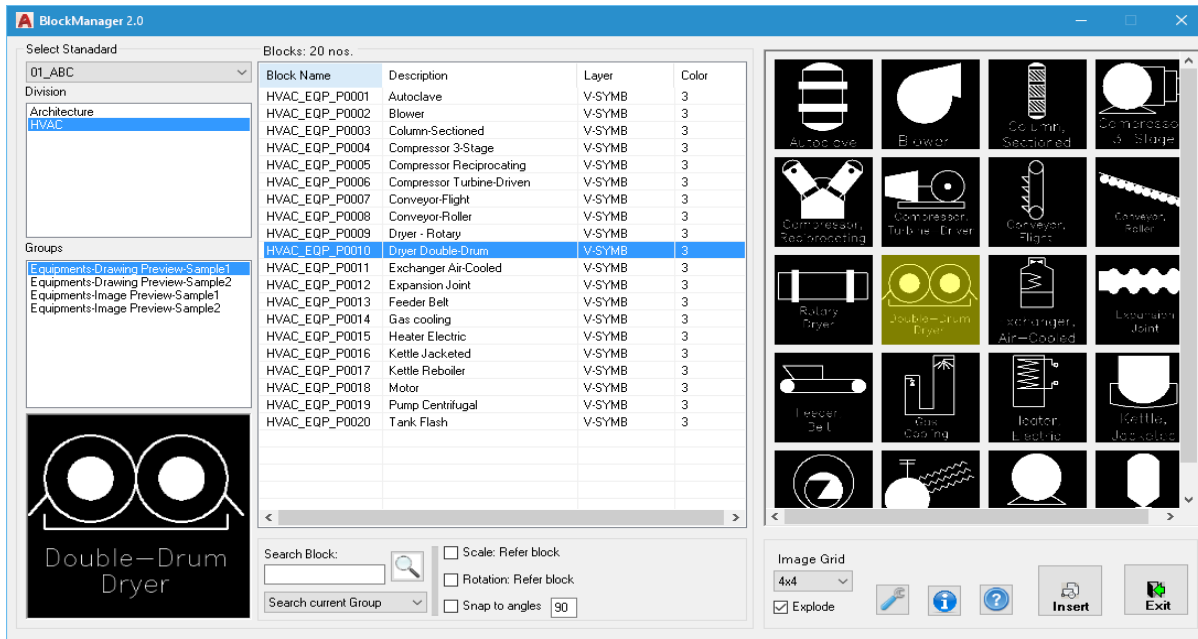 BlockManager 2.0
Select Stanadard
01_ABC
Division
Architecture
HVAC
Groups
Equipments-Drawing Preview-Sample1
Equipments-Drawing Preview-Sample2
Equipments-Image Preview-Sample1
Equipments-Image Preview-Sample2
Double-Drum
Dryer
Blocks: 20 nos.
Block Name Description Layer Color
HVAC_EQP_P0001 Autoclave V-SYMB 3
HVAC_EQP_P0002 Blower V-SYMB 3
HVAC_EQP_P0003 Column-Sectioned V-SYMB 3
HVAC_EQP_P0004 Compressor 3-Stage V-SYMB 3
HVAC_EQP_P0005 Compressor Reciprocating V-SYMB 3
HVAC_EQP_P0006 Compressor Turbine-Driven V-SYMB 3
HVAC_EQP_P0007 Conveyor-Flight V-SYMB 3
HVAC_EQP_P0008 Conveyor-Roller V-SYMB 3
HVAC_EQP_P0009 Dryer - Rotary V-SYMB 3
HVAC_EQP_P0010 Dryer Double-Drum V-SYMB 3
HVAC_EQP_P0011 Exchanger Air-Cooled V-SYMB 3
HVAC_EQP_P0012 Expansion Joint V-SYMB 3
HVAC_EQP_P0013 Feeder Belt V-SYMB 3
HVAC_EQP_P0014 Gas cooling V-SYMB 3
HVAC_EQP_P0015 Heater Electric V-SYMB 3
HVAC_EQP_P0016 Kettle Jacketed V-SYMB 3
HVAC_EQP_P0017 Kettle Reboiler V-SYMB 3
HVAC_EQP_P0018 Motor V-SYMB 3
HVAC_EQP_P0019 Pump Centrifugal V-SYMB 3
HVAC_EQP_P0020 Tank Flash V-SYMB 3
Search Block:
Search current Group
Scale: Refer block
Rotation: Refer block
Snap to angles 90
Autoclave
Blower
Column,
Sectioned
Compresso
3-Stage
Compressor,
Reciprocating
Compressor,
Turbine Driver
Conveyor,
Flight
Conveyor,
Roller
Rotary
Dryer
Double-Drum
Dryer
Air-Cooled
Expansion
Joint
Feeder
Belt
Gas
Cooling
Heater
Electric
Kettle,
Jacketed
Image Grid
4x4
Explode
Insert
Exit